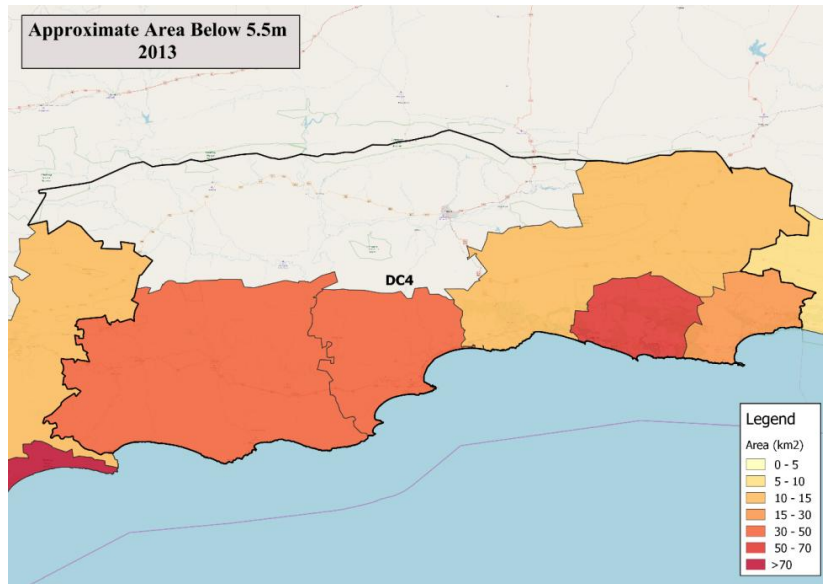 Approximate Area Below 5.5m
2013
DC4
Legend
Area (km2)
0 - 5
5 - 10
10 - 15
15 - 30
30 - 50
50 - 70
>70